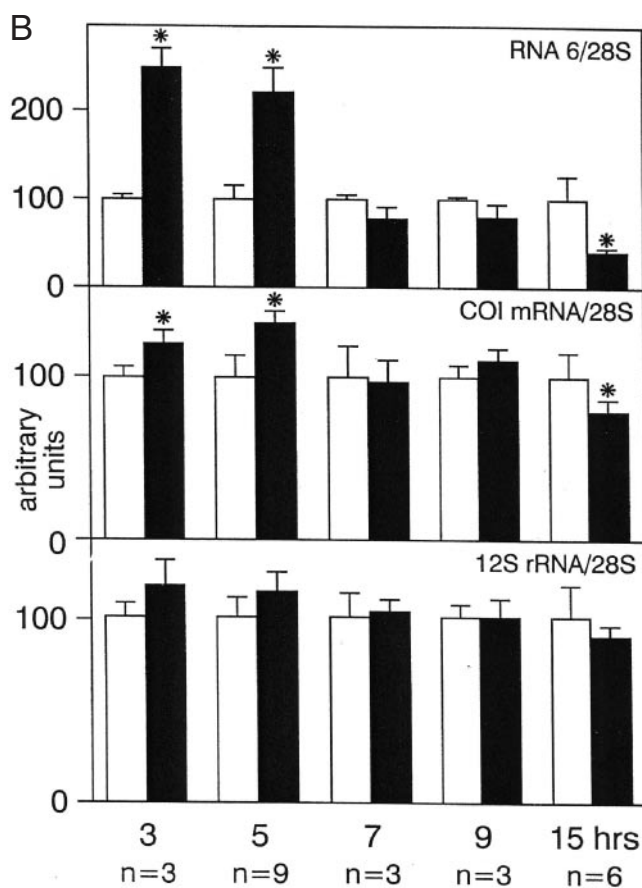 B
RNA 6/28S
*
*
200
100
*
0
COI mRNA/28S
*
*
100
*
arbitrary
units
0
12S rRNA/28S
100
0
3 5 7 9 15 hrs
n=3 n=9 n=3 n=3 n=6